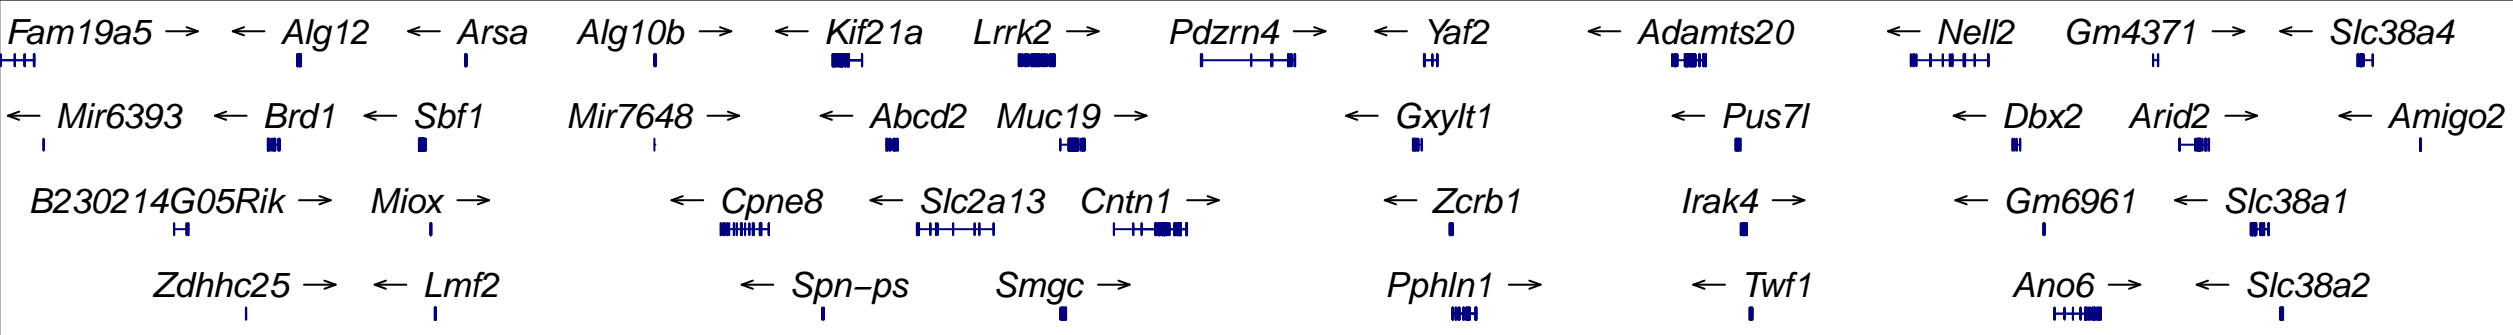 Fam19a5 → ← Alg12 ← Arsa Alg10b → ← Kif21a Lrrk2 → Pdzrn4 → ← Yaf2 ← Adamts20 ← Nell2 Gm4371 → ← Slc38a4
← Mir6393 ← Brd1 ← Sbf1 Mir7648 → ← Abcd2 Muc19 → ← Gxylt1 ← Pus7l ← Dbx2 Arid2 → ← Amigo2
B230214G05Rik → Miox → ← Cpne8 ← Slc2a13 Cntn1 → ← Zcrb1 Irak4 → ← Gm6961 ← Slc38a1
Zdhhc25 → ← Lmf2 ← Spn−ps Smgc → Pphln1 → ← Twf1 Ano6 → ← Slc38a2